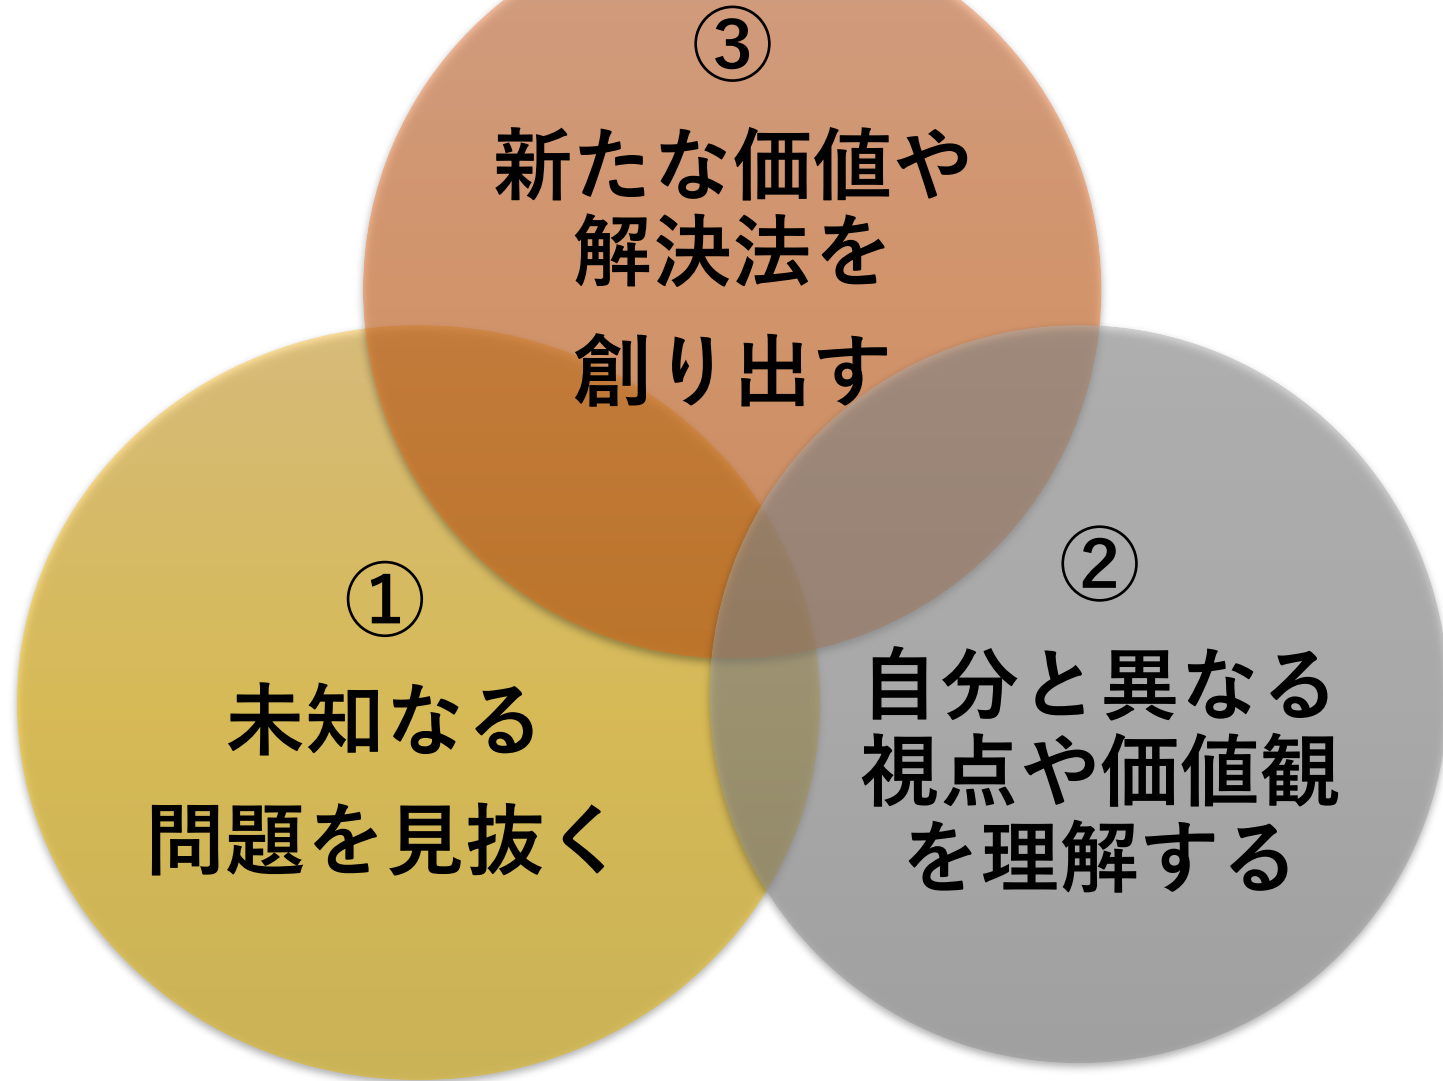 ③
新たな価値や
解決法を
創り出す
①
未知なる
問題を見抜く
②
自分と異なる
視点や価値観
を理解する